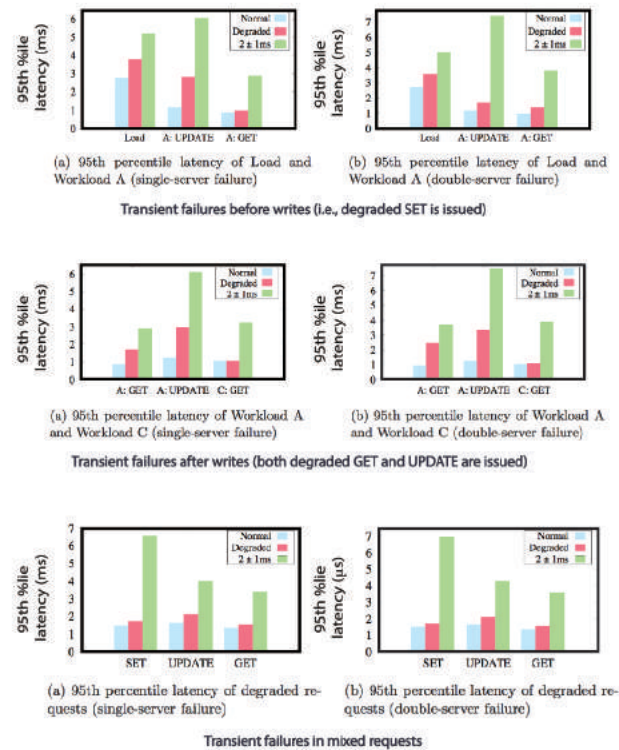 95th %ile
latency (ms)
6
5
4
3
2
1
0
Normal
Degraded
2 ± 1ms
Load A: UPDATE A: GET
(a) 95th percentile latency of Load and
Workload A (single-server failure)
95th %ile
latency (ms)
7
6
5
4
3
2
1
0
Normal
Degraded
2 ± 1ms
Load A: UPDATE A: GET
(b) 95th percentile latency of Load and
Workload A (double-server failure)
Transient failures before writes (i.e., degraded SET is issued)
95th %ile
latency (ms)
6
5
4
3
2
1
0
Normal
Degraded
2 ± 1ms
A: GET A: UPDATE C: GET
(a) 95th percentile latency of Workload A
and Workload C (single-server failure)
95th %ile
latency (ms)
7
6
5
4
3
2
1
0
Normal
Degraded
2 ± 1ms
A: GET A: UPDATE C: GET
(b) 95th percentile latency of Workload A
and Workload C (double-server failure)
Transient failures after writes (both degraded GET and UPDATE are issued)
95th %lie
latency (ms)
7
6
5
4
3
2
1
0
Normal
Degraded
2 ± 1ms
SET UPDATE GET
(a) 95th percentile latency of degraded re-
quests (single-server failure)
95th %lie
latency (µs)
7
6
5
4
3
2
1
0
Normal
Degraded
2 ± 1ms
SET UPDATE GET
(b) 95th percentile latency of degraded re-
quests (double-server failure)
Transient failures in mixed requests